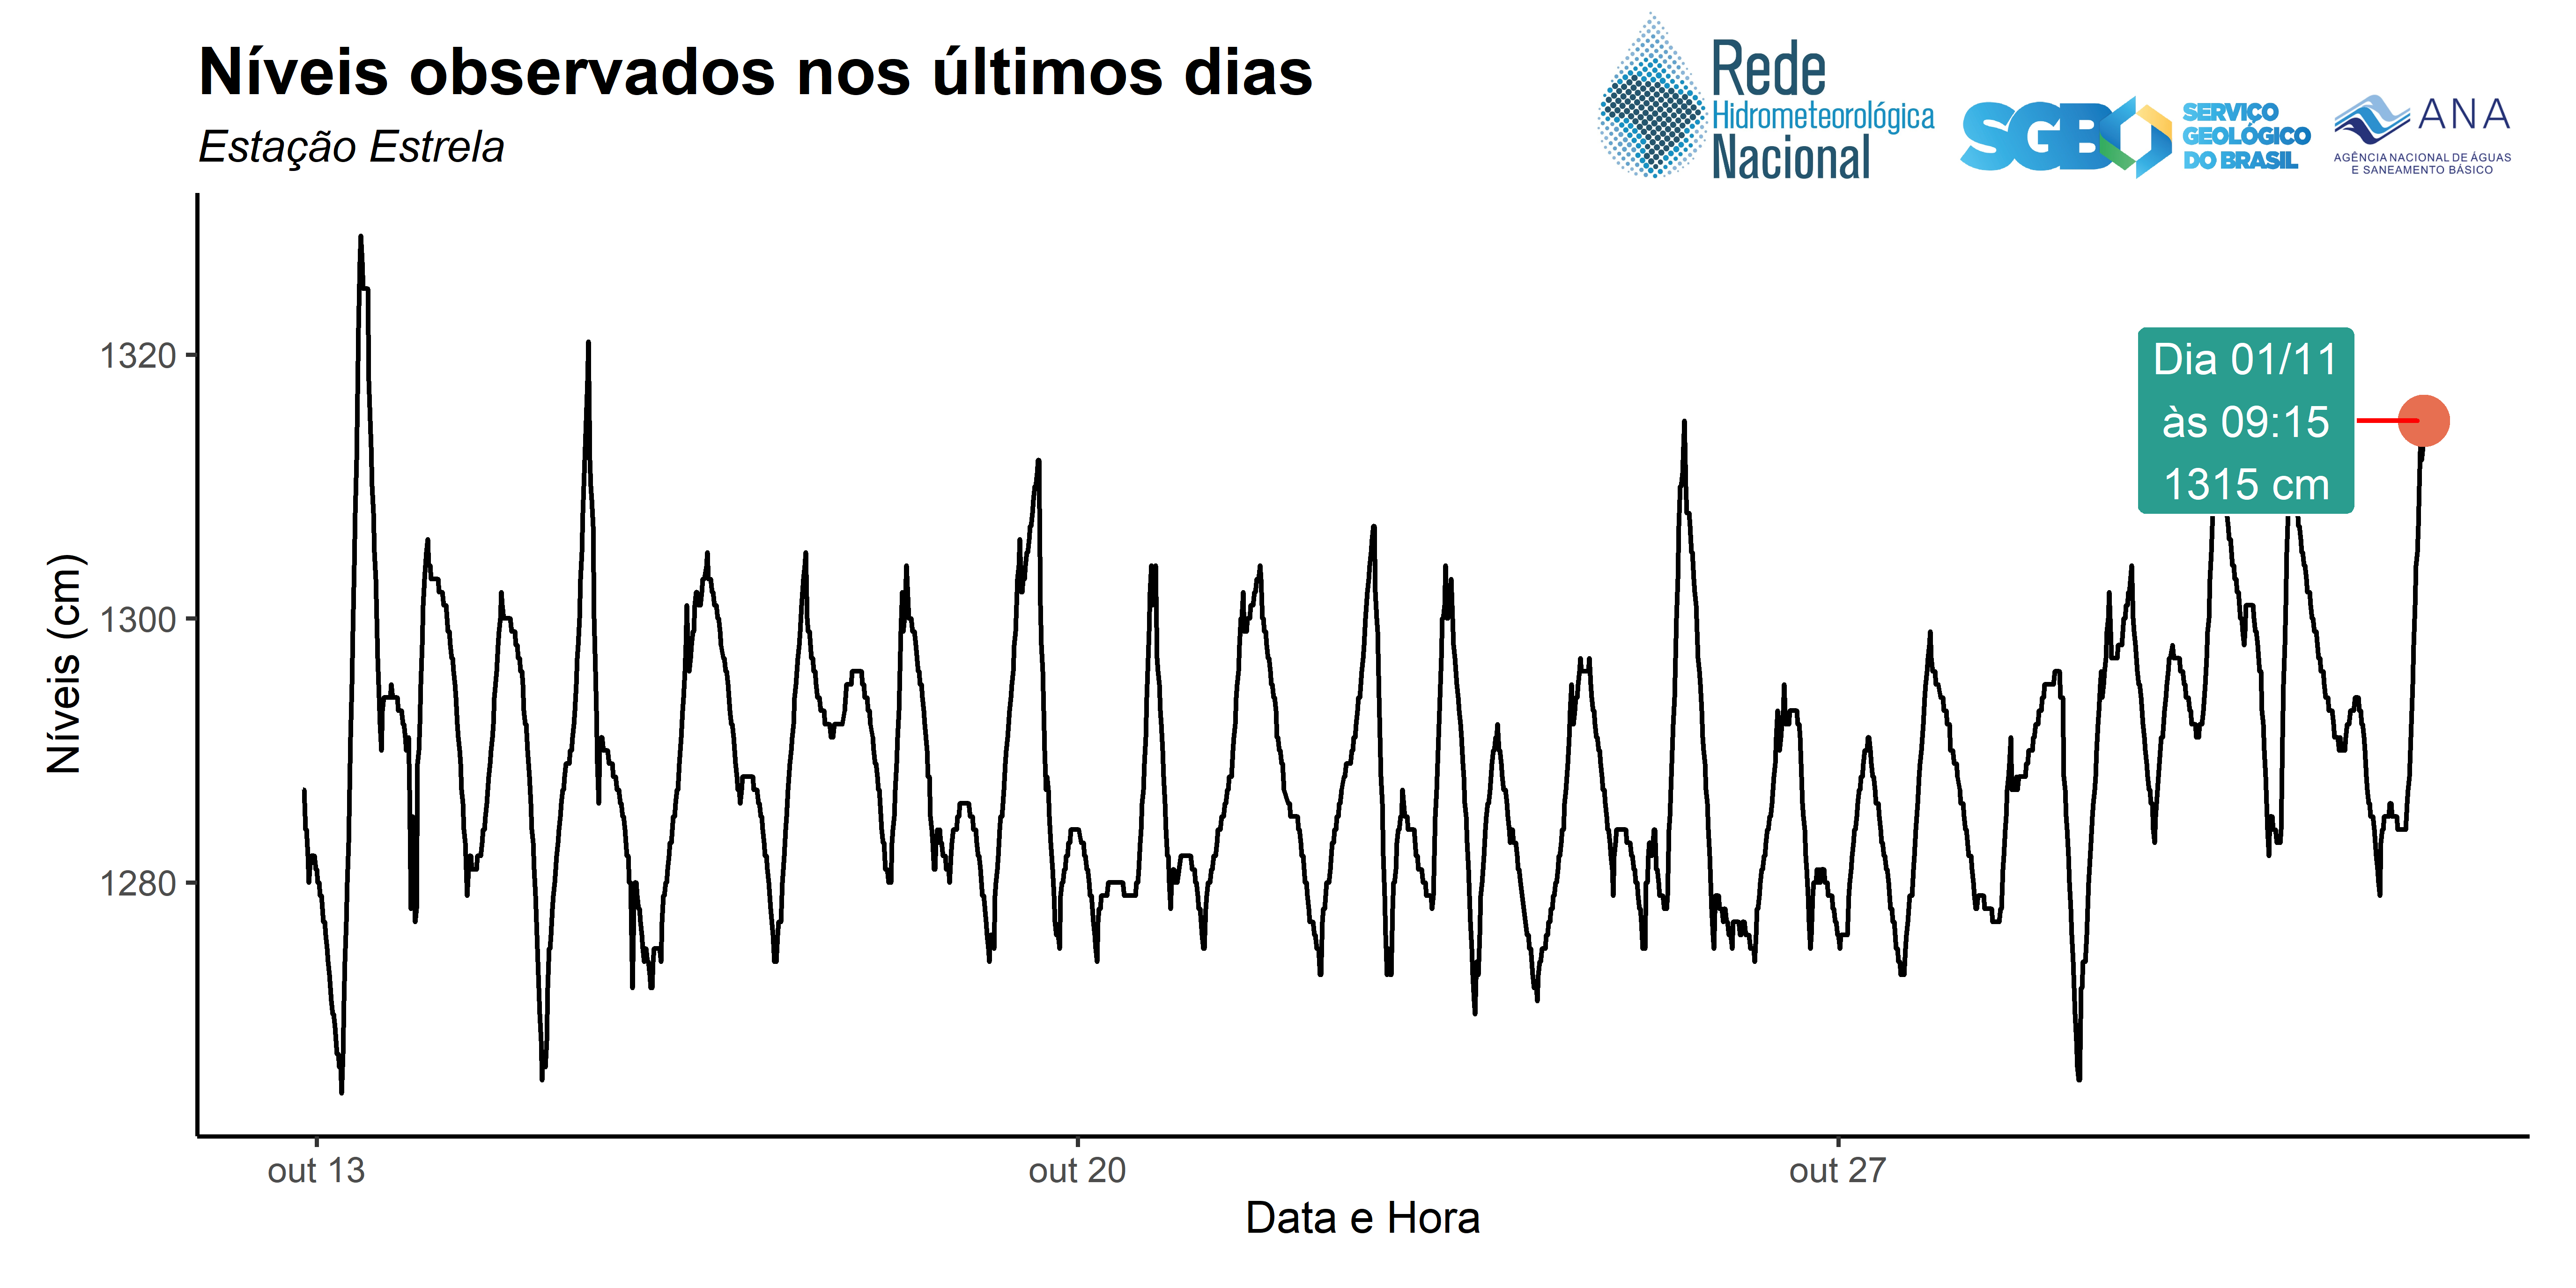 Níveis observados nos últimos dias
Estação Estrela
Rede
Hidrometeorológica
Nacional
SGB
SERVIÇO
GEOLÓGICO
DO BRASIL
ANA
AGÊNCIA NACIONAL DE ÁGUAS
E SANEAMENTO BÁSICO
Níveis (cm)
1320
1300
1280
Dia 01/11
às 09:15
1315 cm
out 13
out 20
out 27
Data e Hora